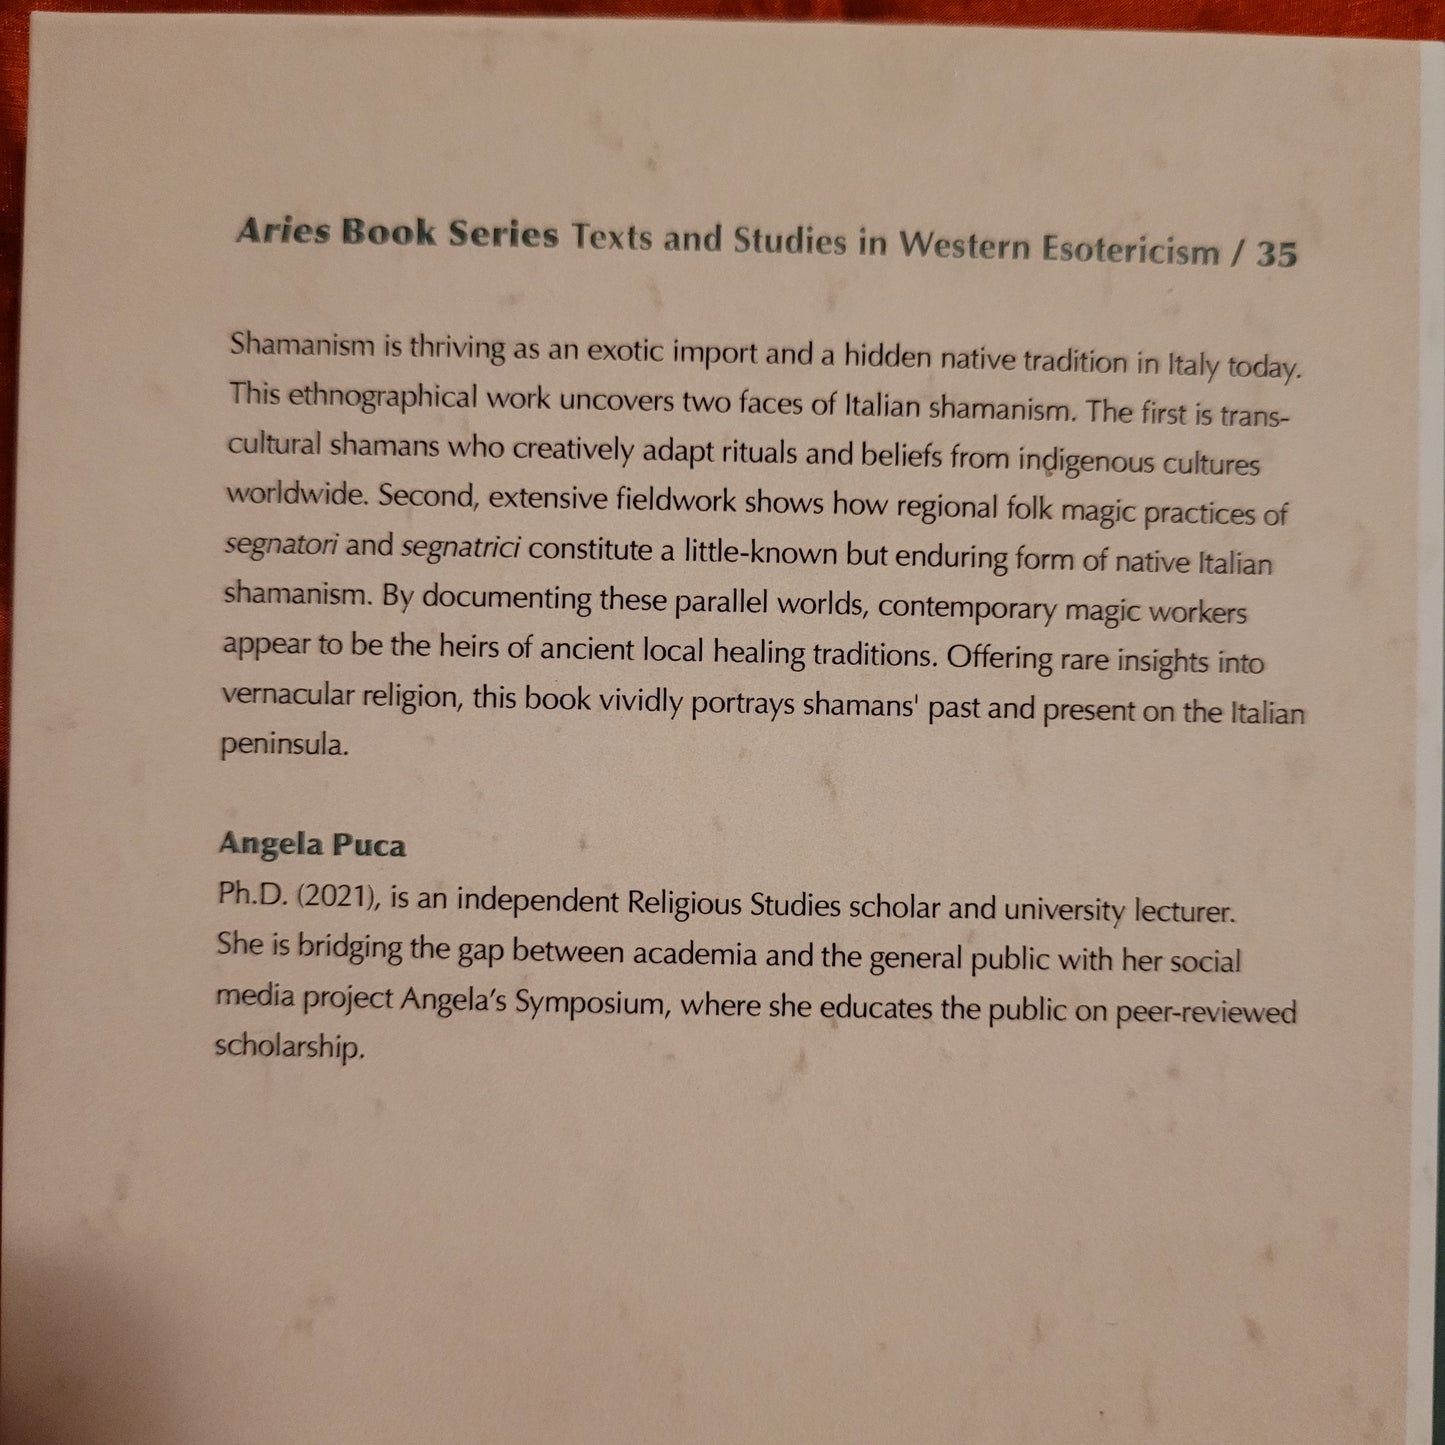 Aries Book Series Texts and Studies in Western Esotericism / 35
Shamanism is thriving as an exotic import and a hidden native tradition in Italy today.
This ethnographical work uncovers two faces of Italian shamanism. The first is trans-
cultural shamans who creatively adapt rituals and beliefs from indigenous cultures
worldwide. Second, extensive fieldwork shows how regional folk magic practices of
segnatori and segnatrici constitute a little-known but enduring form of native Italian
shamanism. By documenting these parallel worlds, contemporary magic workers
appear to be the heirs of ancient local healing traditions. Offering rare insights into
vernacular religion, this book vividly portrays shamans' past and present on the Italian
peninsula.
Angela Puca
Ph.D. (2021), is an independent Religious Studies scholar and university lecturer.
She is bridging the gap between academia and the general public with her social
media project Angela’s Symposium, where she educates the public on peer-reviewed
scholarship.